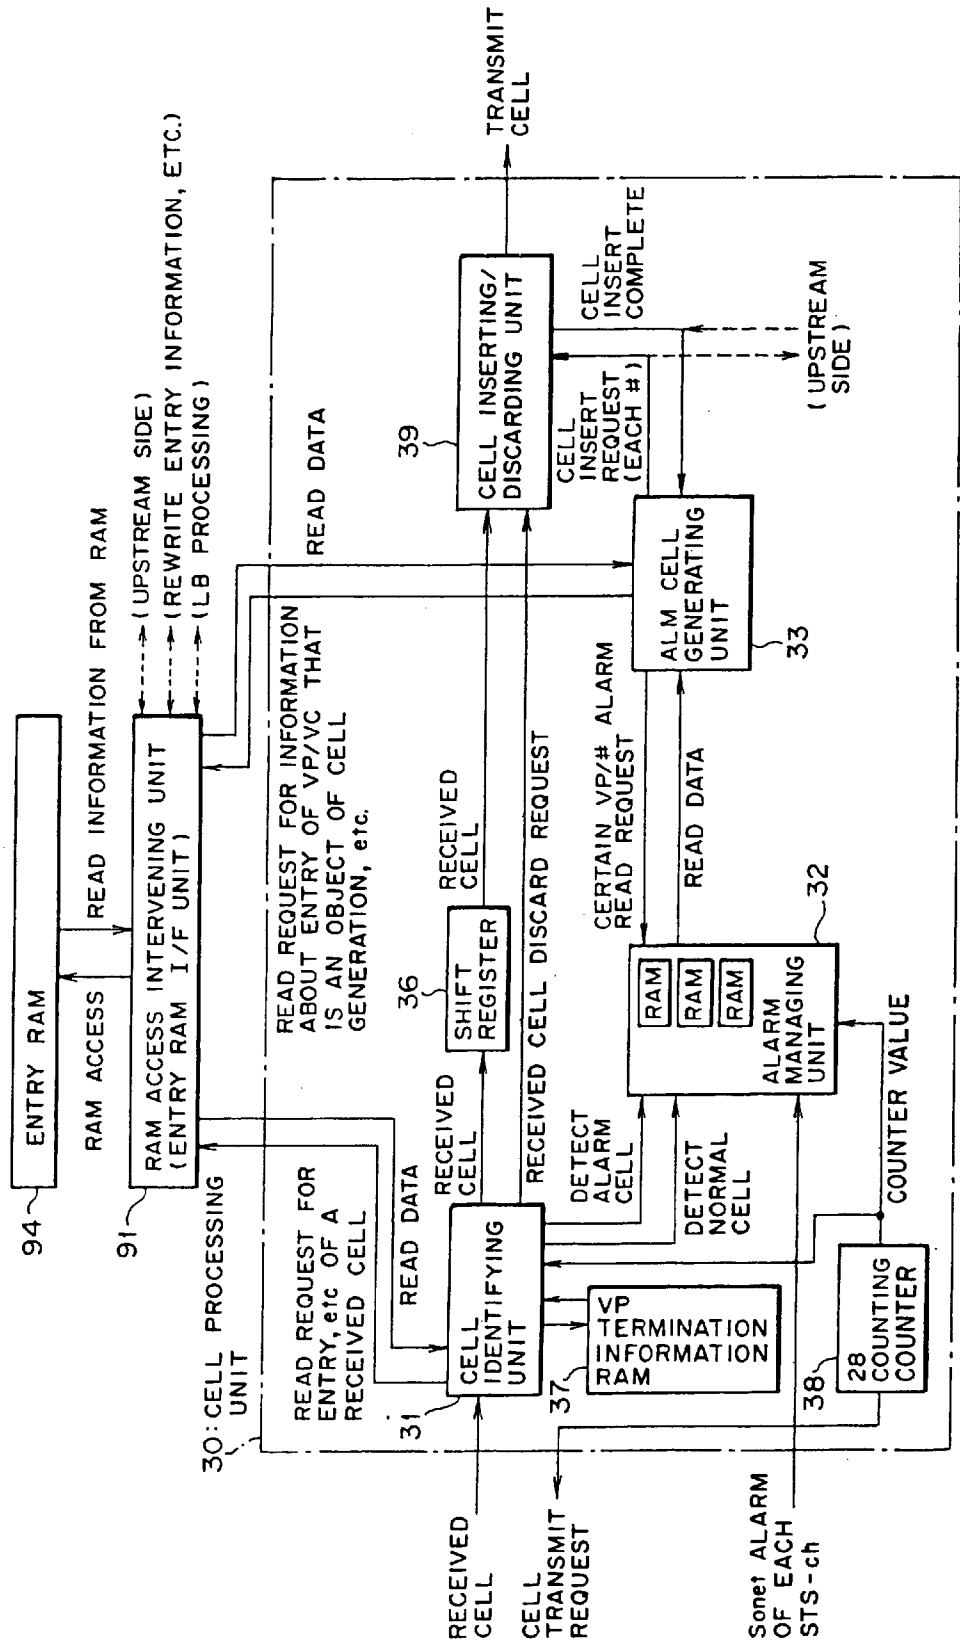 94
ENTRY RAM
RAM ACCESS
READ INFORMATION FROM RAM
91
RAM ACCESS INTERVENING UNIT
(ENTRY RAM I/F UNIT)
(UPSTREAM SIDE)
(REWRITE ENTRY INFORMATION, ETC.)
(LB PROCESSING)
30:CELL PROCESSING
UNIT
READ REQUEST FOR
ENTRY, etc OF A
RECEIVED CELL
READ DATA
READ REQUEST FOR INFORMATION
ABOUT ENTRY OF VP/VC THAT
IS AN OBJECT OF CELL
GENERATION, etc.
READ DATA
RECEIVED
CELL
31
CELL
IDENTIFYING
UNIT
RECEIVED
CELL
36
SHIFT
REGISTER
RECEIVED
CELL
39
CELL INSERTING/
DISCARDING UNIT
TRANSMIT
CELL
RECEIVED CELL DISCARD REQUEST
CELL
INSERT
REQUEST
(EACH #)
CELL
INSERT
COMPLETE
(UPSTREAM
SIDE)
CELL
TRANSMIT
REQUEST
37
VP
TERMINATION
INFORMATION
RAM
DETECT
ALARM
CELL
DETECT
NORMAL
CELL
RAM
RAM
RAM
ALARM
MANAGING
UNIT
32
CERTAIN VP/# ALARM
READ REQUEST
READ DATA
ALM CELL
GENERATING
UNIT
33
38
28
COUNTING
COUNTER
COUNTER VALUE
Sonet ALARM
OF EACH
STS-ch